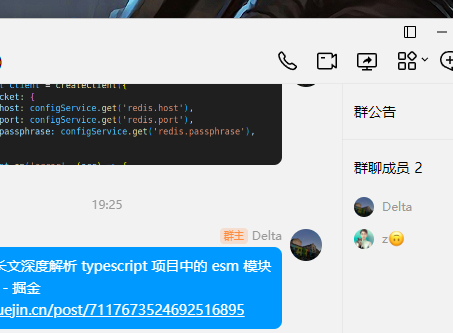 t client = createClient({
cket: {
host: configService.get('redis.host'),
port: configService.get('redis.port'),
passphrase: configService.get('redis.passphrase'),
群公告
群聊成员 2
Delta
z🙃
19:25
群主 Delta
长文深度解析 typescript 项目中的 esm 模块
- 掘金
uejin.cn/post/7117673524692516895